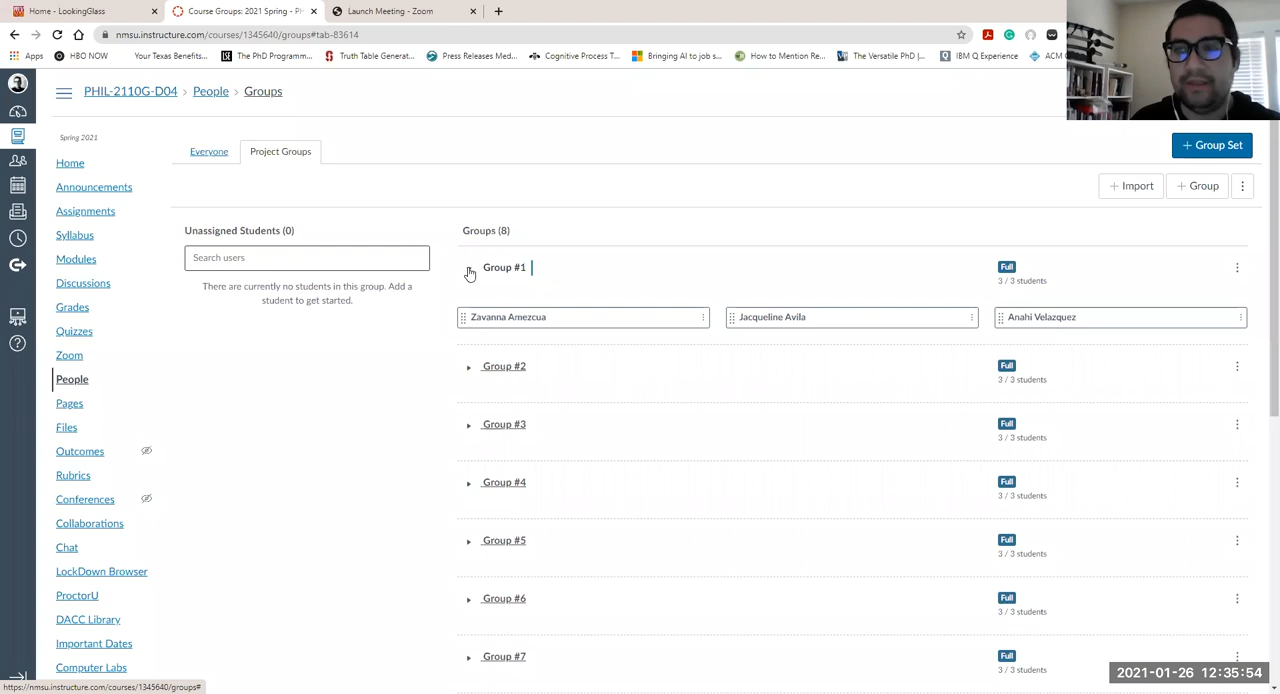 Home - LookingGlass
Course Groups: 2021 Spring - PH
Launch Meeting - Zoom
nmsu.instructure.com/courses/1345640/groups#tab-83614
Apps
HBO NOW
Your Texas Benefits...
The PhD Programm...
Truth Table Generat...
Press Releases Med...
Cognitive Process T...
Bringing AI to job s...
How to Mention Re...
The Versatile PhD |...
IBM Q Experience
ACM
PHIL-2110G-D04 > People > Groups
Spring 2021
Home
Announcements
Assignments
Syllabus
Modules
Discussions
Grades
Quizzes
Zoom
People
Pages
Files
Outcomes
Rubrics
Conferences
Collaborations
Chat
LockDown Browser
ProctorU
DACC Library
Important Dates
Computer Labs
Everyone
Project Groups
+ Group Set
+ Import
+ Group
Unassigned Students (0)
Search users
There are currently no students in this group. Add a
student to get started.
Groups (8)
Group #1
Full
3 / 3 students
Zavanna Amezcua
Jacqueline Avila
Anahi Velazquez
Group #2
Full
3 / 3 students
Group #3
Full
3 / 3 students
Group #4
Full
3 / 3 students
Group #5
Full
3 / 3 students
Group #6
Full
3 / 3 students
Group #7
Full
3 / 3 students
2021-01-26 12:35:54
https://nmsu.instructure.com/courses/1345640/groups#